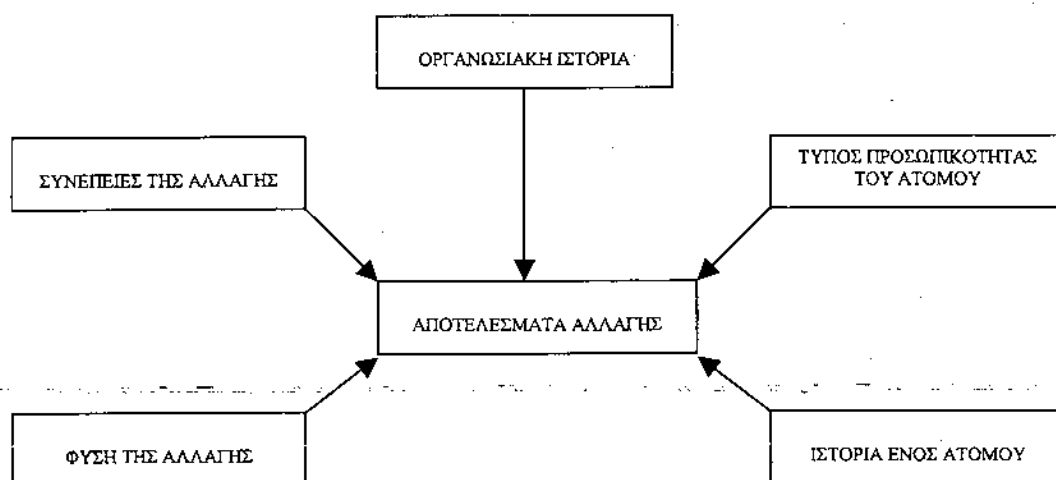 ΟΡΓΑΝΩΣΙΑΚΗ ΙΣΤΟΡΙΑ
ΣΥΝΕΠΕΙΕΣ ΤΗΣ ΑΛΛΑΓΗΣ
ΤΥΠΟΣ ΠΡΟΣΩΠΙΚΟΤΗΤΑΣ
ΤΟΥ ΑΤΟΜΟΥ
ΑΠΟΤΕΛΕΣΜΑΤΑ ΑΛΛΑΓΗΣ
ΦΥΣΗ ΤΗΣ ΑΛΛΑΓΗΣ
ΙΣΤΟΡΙΑ ΕΝΟΣ ΑΤΟΜΟΥ